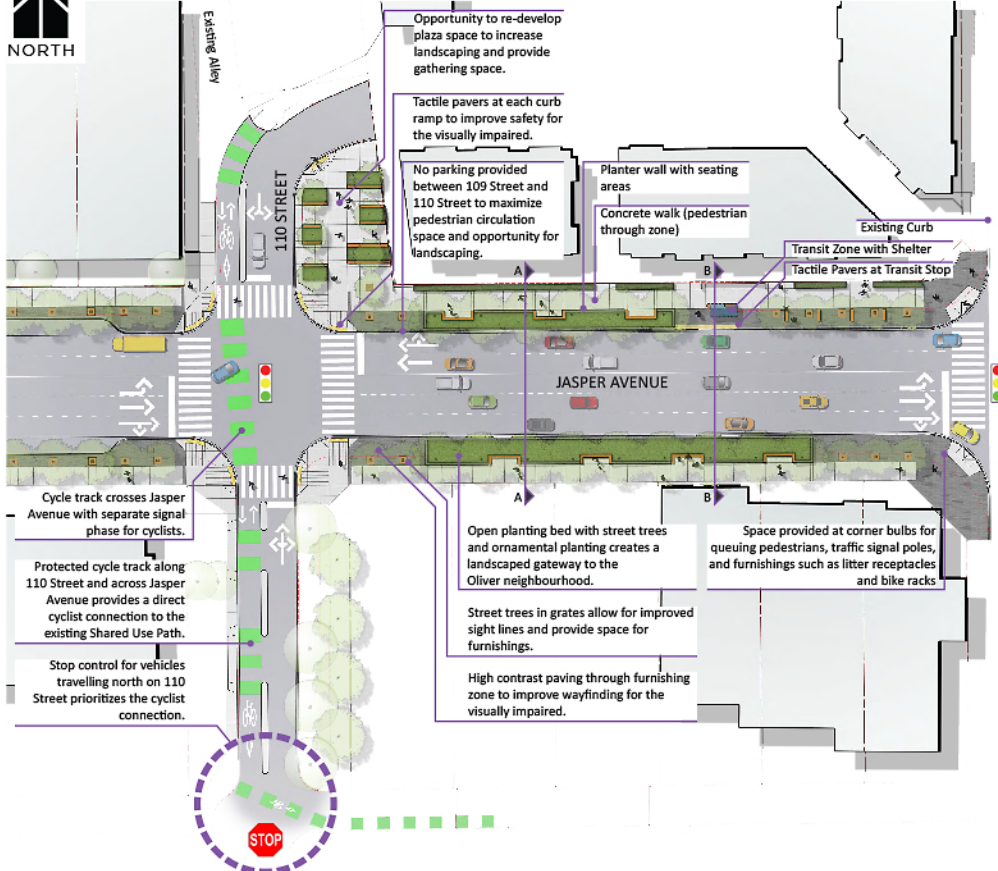 NORTH
Existing Alley
Opportunity to re-develop
plaza space to increase
landscaping and provide
gathering space.
Tactile pavers at each curb
ramp to improve safety for
the visually impaired.
No parking provided
between 109 Street and
110 Street to maximize
pedestrian circulation
space and opportunity for
landscaping.
Planter wall with seating
areas
Concrete walk (pedestrian
through zone)
Existing Curb
Transit Zone with Shelter
Tactile Pavers at Transit Stop
110 STREET
A
B
JASPER AVENUE
A
B
Cycle track crosses Jasper
Avenue with separate signal
phase for cyclists.
Protected cycle track along
110 Street and across Jasper
Avenue provides a direct
cyclist connection to the
existing Shared Use Path.
Stop control for vehicles
travelling north on 110
Street prioritizes the cyclist
connection.
Open planting bed with street trees
and ornamental planting creates a
landscaped gateway to the
Oliver neighbourhood.
Street trees in grates allow for improved
sight lines and provide space for
furnishings.
High contrast paving through furnishing
zone to improve wayfinding for the
visually impaired.
Space provided at corner bulbs for
queuing pedestrians, traffic signal poles,
and furnishings such as litter receptacles
and bike racks
STOP